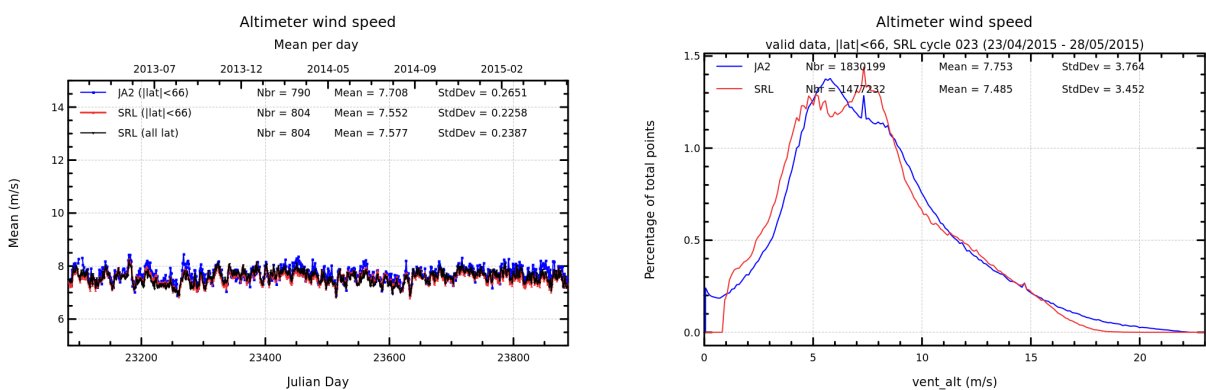 Altimeter wind speed
Mean per day
2013-07 2013-12 2014-05 2014-09 2015-02
JA2 (|lat|<66) Nbr = 790 Mean = 7.708 StdDev = 0.2651
SRL (|lat|<66) Nbr = 804 Mean = 7.552 StdDev = 0.2258
SRL (all lat) Nbr = 804 Mean = 7.577 StdDev = 0.2387
14
12
10
8
6
Mean (m/s)
23200 23400 23600 23800
Julian Day
Altimeter wind speed
valid data, |lat|<66, SRL cycle 023 (23/04/2015 - 28/05/2015)
JA2 Nbr = 1830199 Mean = 7.753 StdDev = 3.764
SRL Nbr = 1477232 Mean = 7.485 StdDev = 3.452
1.5
1.0
0.5
0.0
Percentage of total points
0 5 10 15 20
vent_alt (m/s)